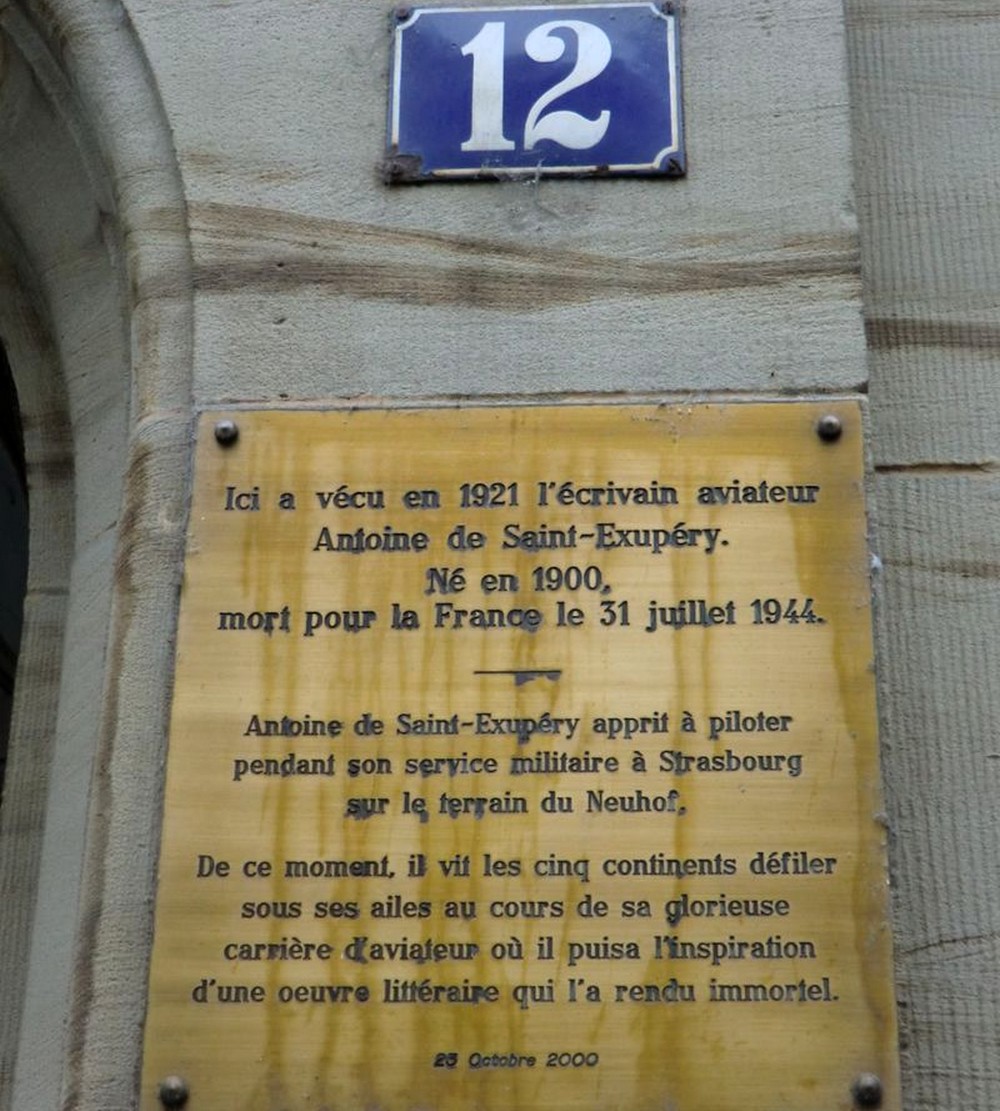 12
Ici a vécu en 1921 l'écrivain aviateur
Antoine de Saint-Exupéry.
Né en 1900,
mort pour la France le 31 juillet 1944.
Antoine de Saint-Exupéry apprit à piloter
pendant son service militaire à Strasbourg
sur le terrain du Neuhof.
De ce moment, il vit les cinq continents défiler
sous ses ailes au cours de sa glorieuse
carrière d'aviateur où il puisa l'inspiration
d'une oeuvre littéraire qui l'a rendu immortel.
Octobre 2000